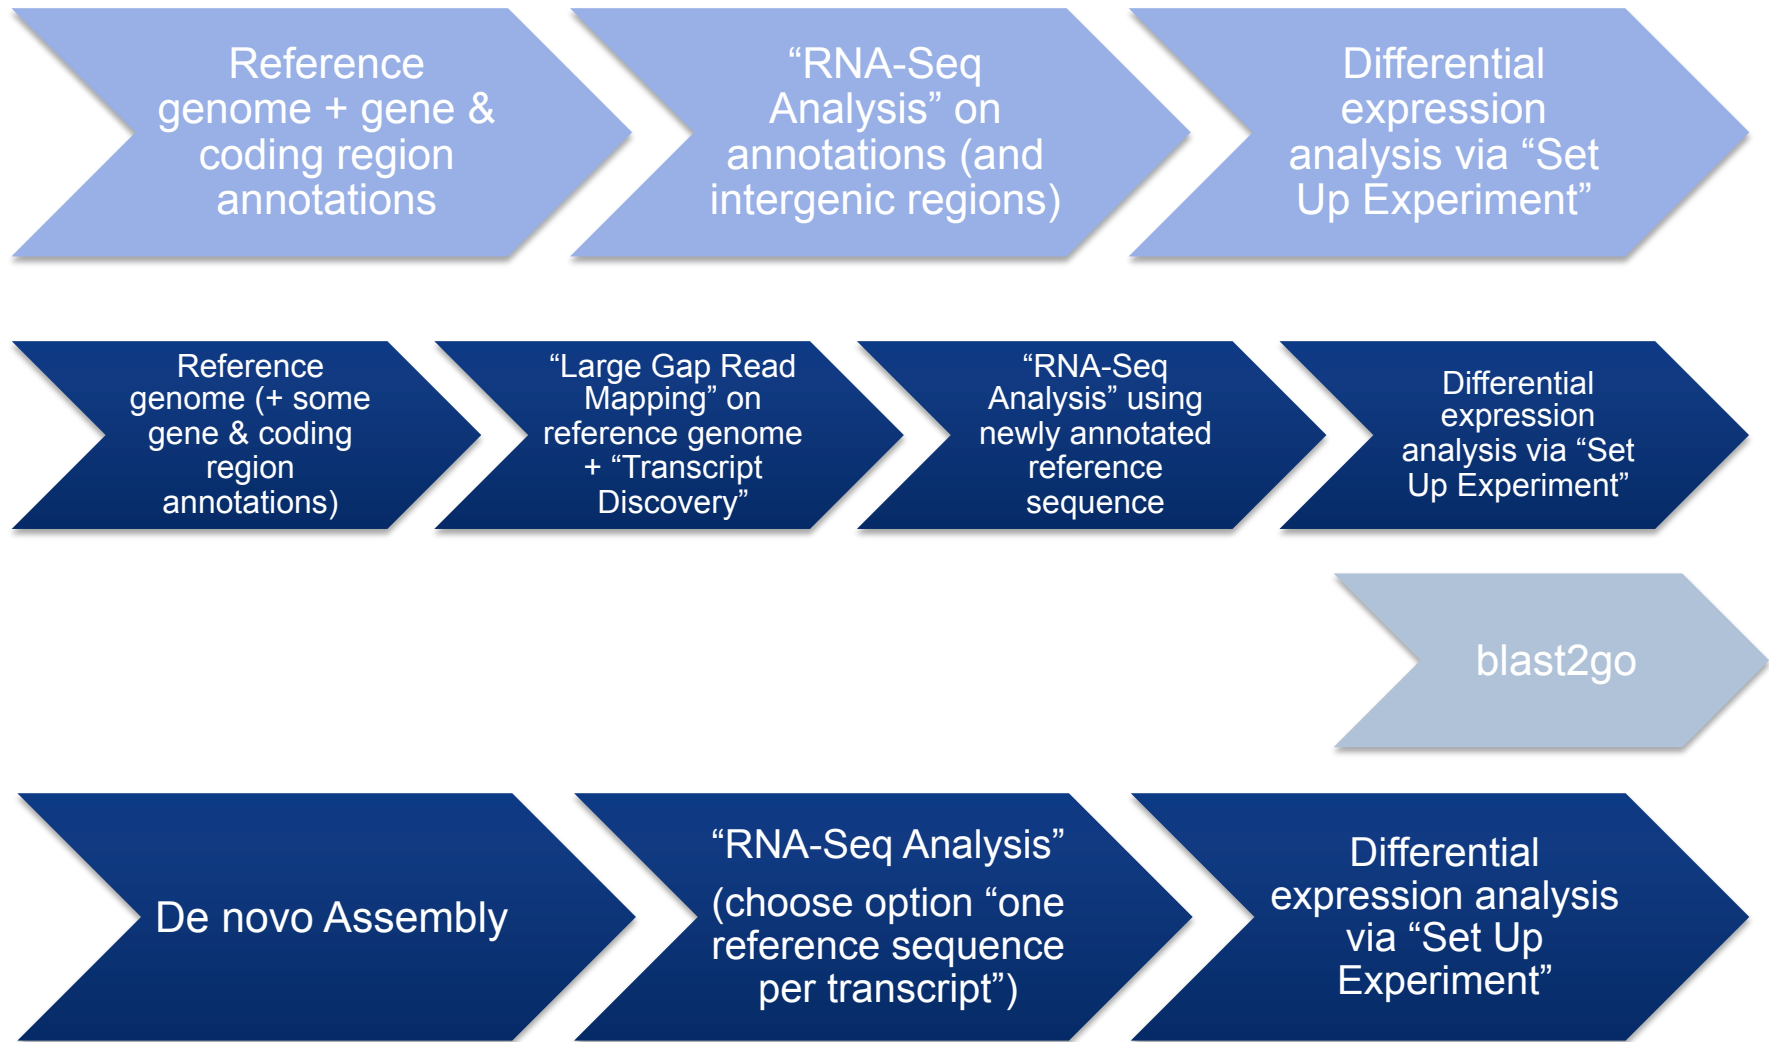 Reference
genome + gene &
coding region
annotations
“RNA-Seq
Analysis” on
annotations (and
intergenic regions)
Differential
expression
analysis via “Set
Up Experiment”
Reference
genome (+ some
gene & coding
region
annotations)
“Large Gap Read
Mapping” on
reference genome
+ “Transcript
Discovery”
“RNA-Seq
Analysis” using
newly annotated
reference
sequence
Differential
expression
analysis via “Set
Up Experiment”
blast2go
De novo Assembly
“RNA-Seq Analysis”
(choose option “one
reference sequence
per transcript”)
Differential
expression analysis
via “Set Up
Experiment”